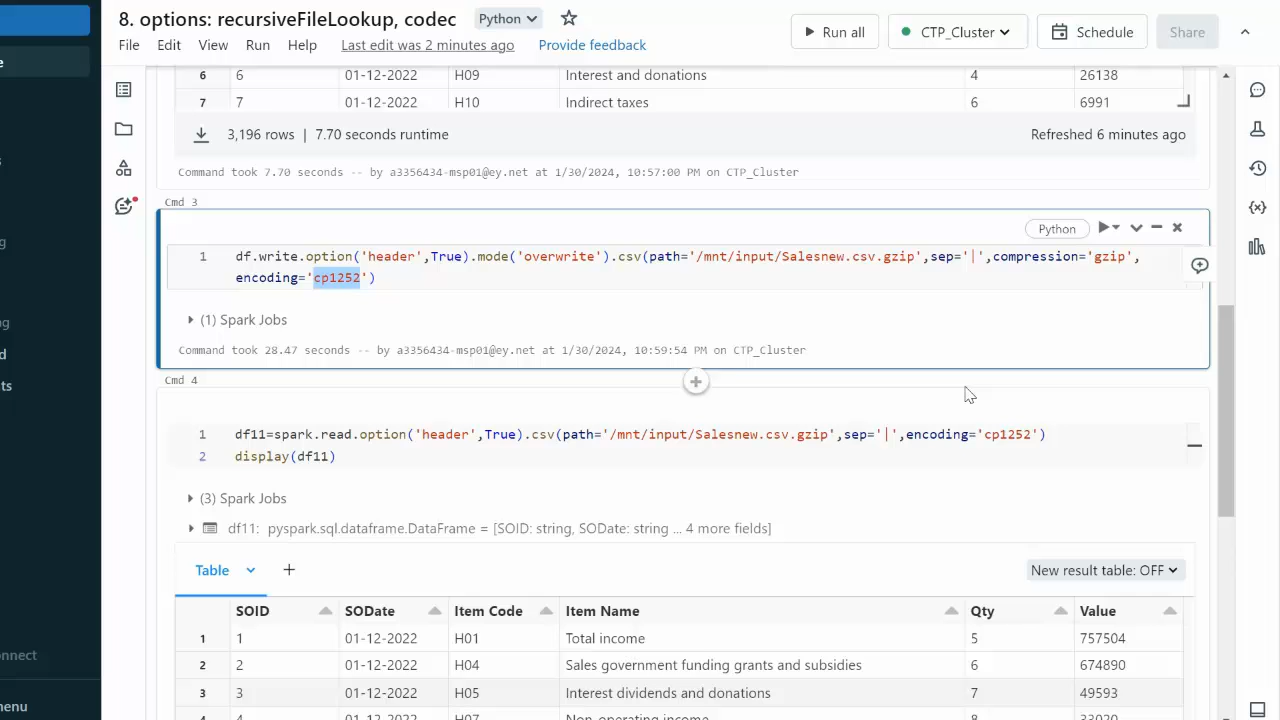 8. options: recursiveFileLookup, codec
Python
File Edit View Run Help Last edit was 2 minutes ago Provide feedback
Run all
CTP_Cluster
Schedule
Share
6 6 01-12-2022 H09 Interest and donations 4 26138
7 7 01-12-2022 H10 Indirect taxes 6 6991
3,196 rows | 7.70 seconds runtime
Refreshed 6 minutes ago
Command took 7.70 seconds -- by a3356434-msp01@ey.net at 1/30/2024, 10:57:00 PM on CTP_Cluster
Cmd 3
Python
1 df.write.option('header',True).mode('overwrite').csv(path='/mnt/input/Salesnew.csv.gzip',sep='|',compression='gzip',
encoding='cp1252')
(1) Spark Jobs
Command took 28.47 seconds -- by a3356434-msp01@ey.net at 1/30/2024, 10:59:54 PM on CTP_Cluster
Cmd 4
1 df11=spark.read.option('header',True).csv(path='/mnt/input/Salesnew.csv.gzip',sep='|',encoding='cp1252')
2 display(df11)
(3) Spark Jobs
df11: pyspark.sql.dataframe.DataFrame = [SOID: string, SODate: string ... 4 more fields]
Table
New result table: OFF
SOID SODate Item Code Item Name Qty Value
1 1 01-12-2022 H01 Total income 5 757504
2 2 01-12-2022 H04 Sales government funding grants and subsidies 6 674890
3 3 01-12-2022 H05 Interest dividends and donations 7 49593
4 4 01-12-2022 H07 Non-operating income 8 33020
onnect
menu